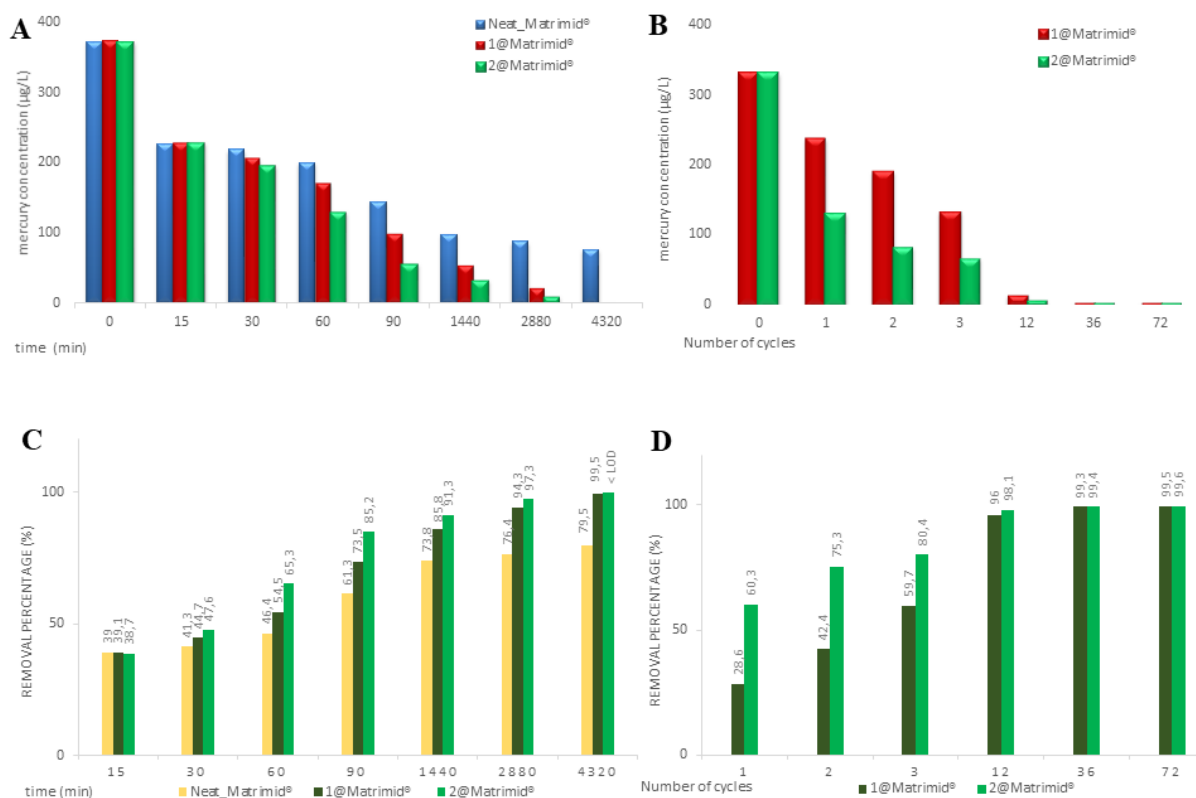 A
400
300
200
100
0
mercury concentration (µg/L)
Neat_Matrimid®
1@Matrimid®
2@Matrimid®
0 15 30 60 90 1440 2880 4320
time (min)
B
400
300
200
100
0
mercury concentration (µg/L)
1@Matrimid®
2@Matrimid®
0 1 2 3 12 36 72
Number of cycles
C
100
50
0
REMOVAL PERCENTAGE (%)
39 39,1 38,7
41,3 44,7 47,6
46,4 54,5 65,3
61,3 73,5 85,2
73,8 85,8 91,3
76,4 94,3 97,3
79,5 99,5 < LOD
15 30 60 90 1440 2880 4320
time (min)
Neat_Matrimid® 1@Matrimid® 2@Matrimid®
D
100
50
0
REMOVAL PERCENTAGE (%)
28,6 60,3
42,4 75,3
59,7 80,4
96 98,1
99,3 99,4
99,5 99,6
1 2 3 12 36 72
Number of cycles
1@Matrimid® 2@Matrimid®